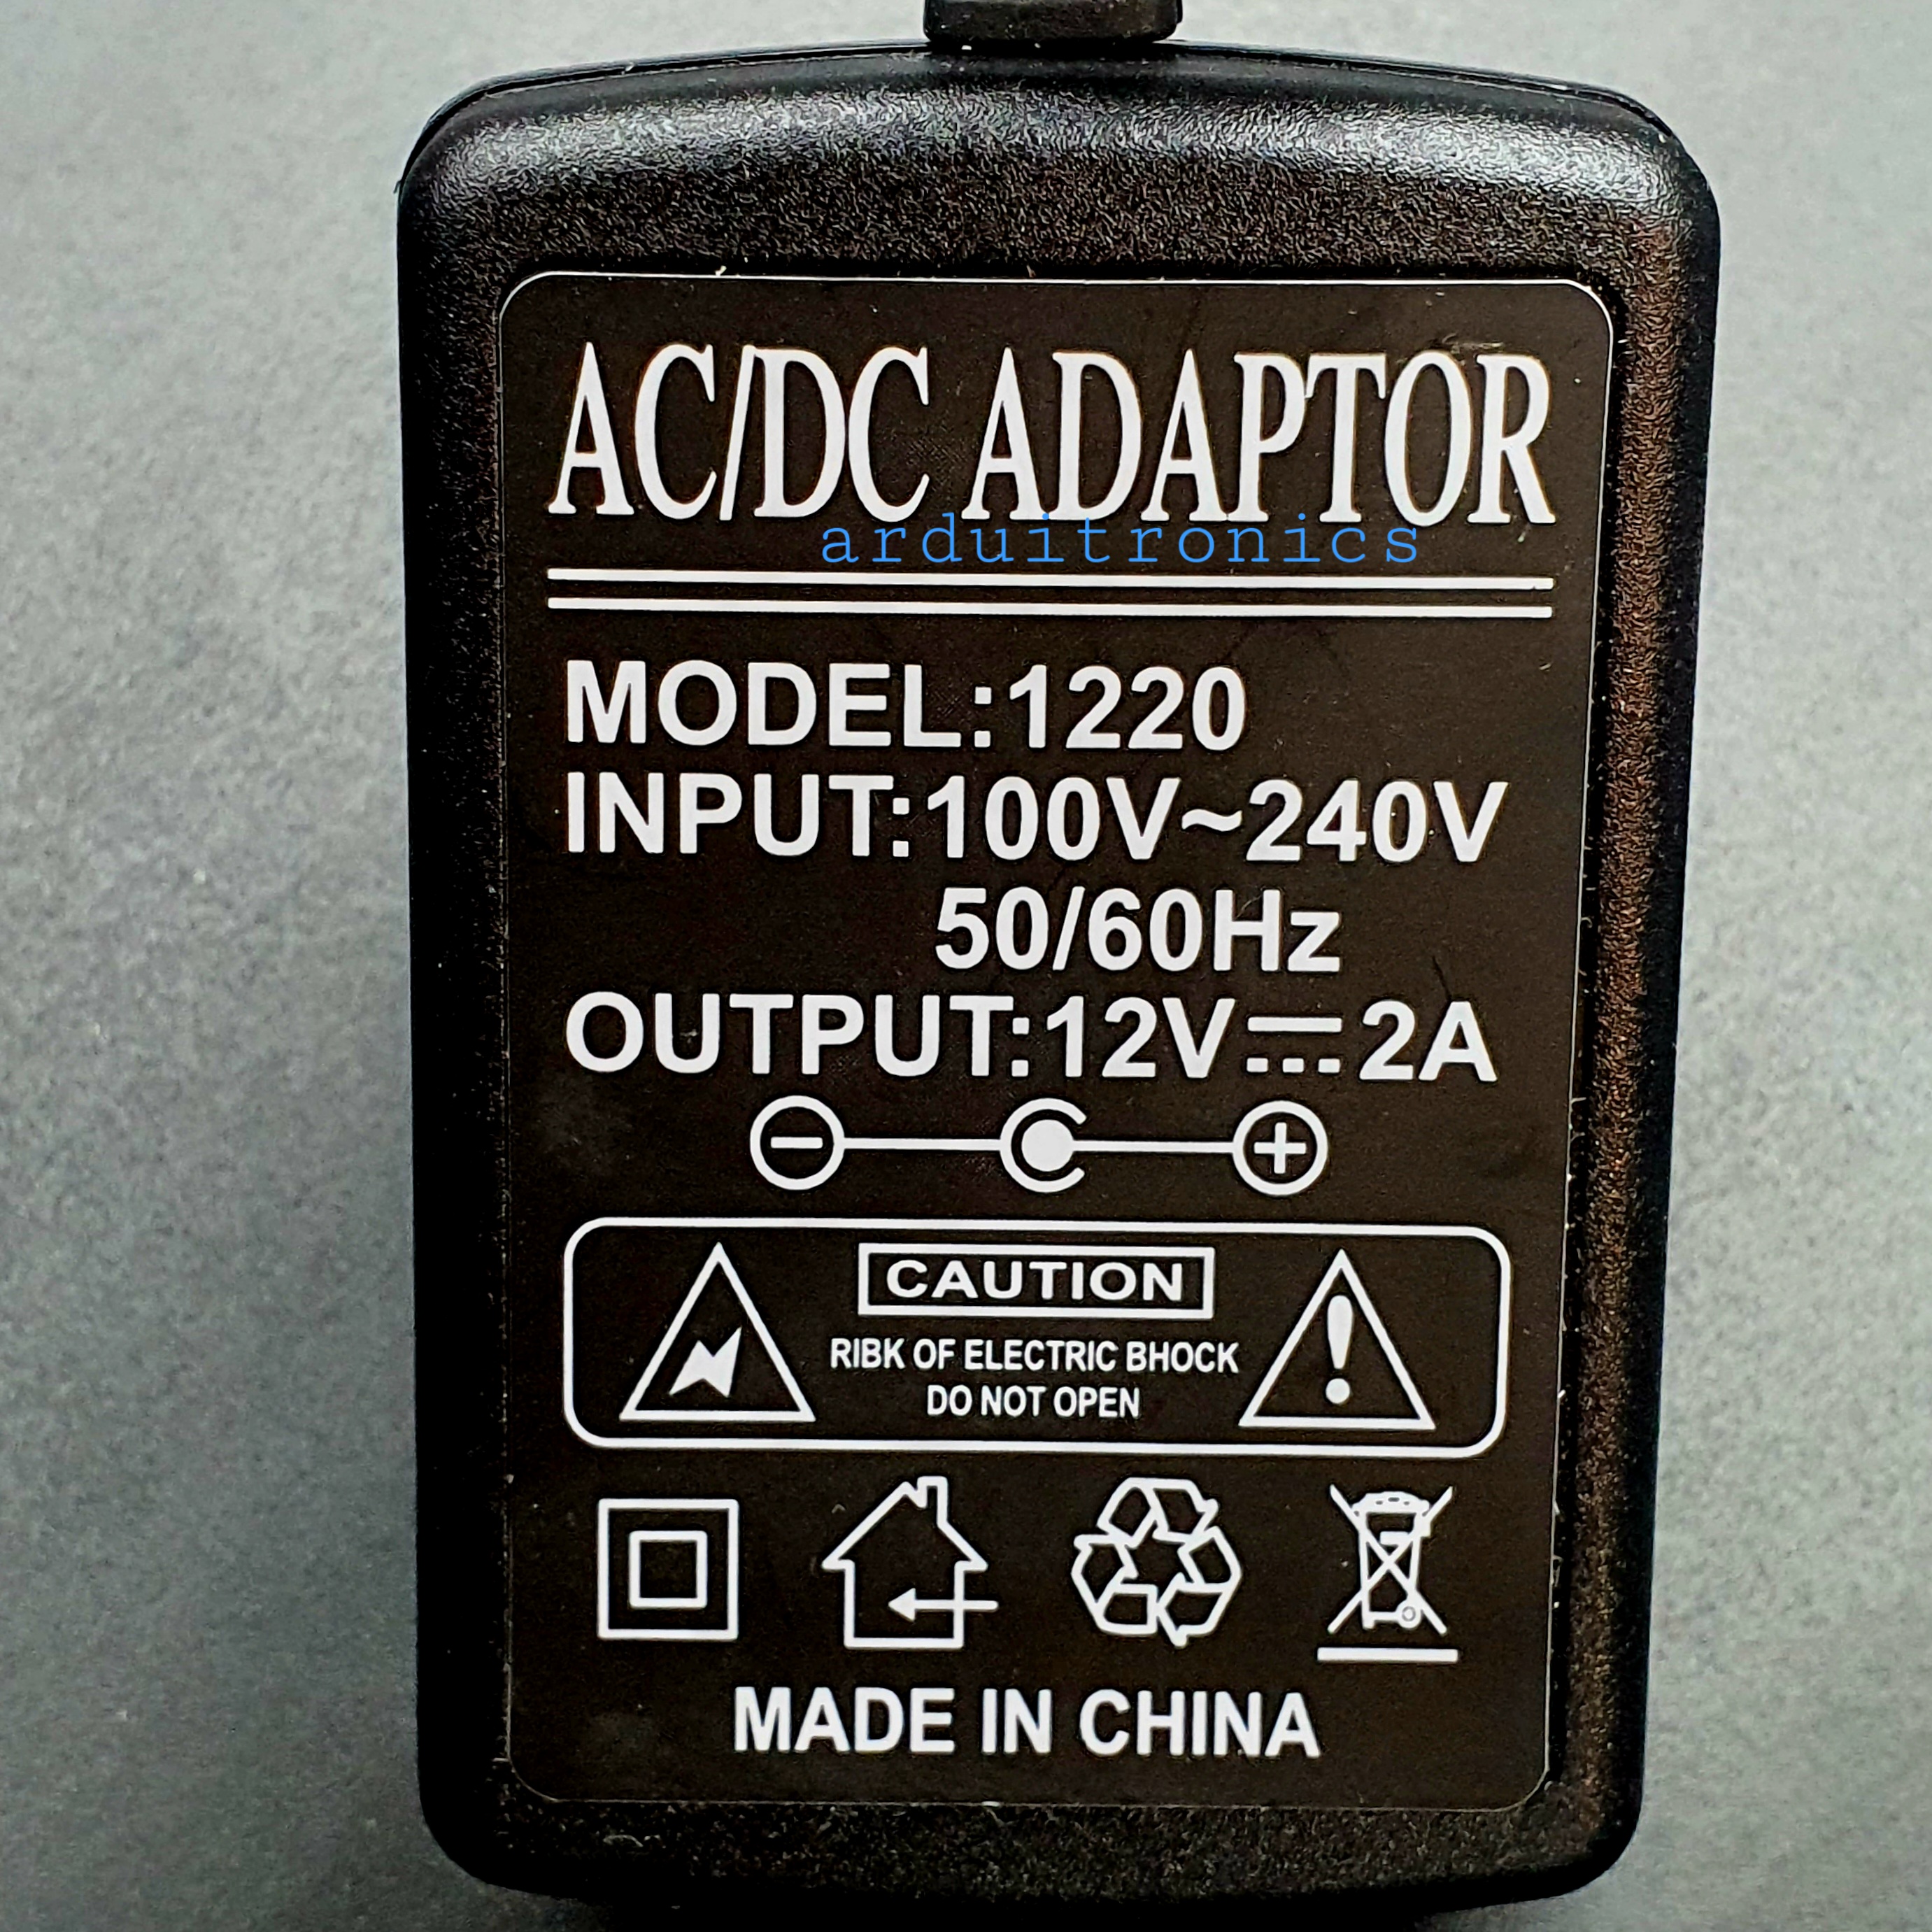 AC/DC ADAPTOR
arduitronics
MODEL:1220
INPUT:100V~240V
50/60Hz
OUTPUT:12V⎓2A
CAUTION
RIBK OF ELECTRIC BHOCK
DO NOT OPEN
MADE IN CHINA